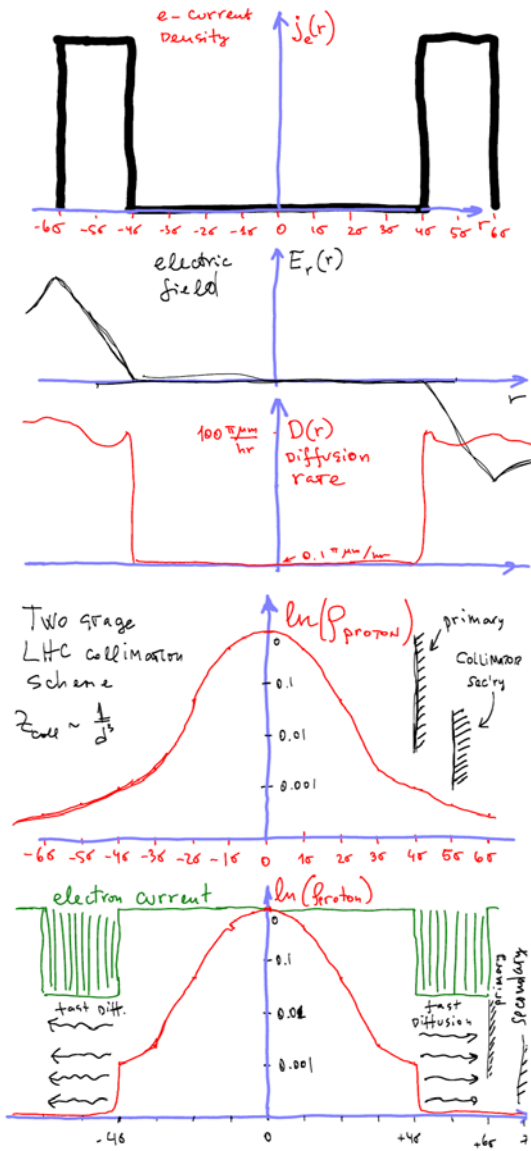 e- current
Density
jₑ(r)
-6σ -5σ -4σ -3σ -2σ -1σ 0 1σ 2σ 3σ 4σ 5σ r 6σ
electric
field
Eᵣ(r)
r
100 π μm/hr
D(r)
Diffusion
rate
0.1 π μm/hr
Two stage
LHC collimation
scheme
Z_coll ~ 1/d³
ln(ρ_PROTON)
primary
Collimator
sec'ry
0
0.1
0.01
0.001
-6σ -5σ -4σ -3σ -2σ -1σ 0 1σ 2σ 3σ 4σ 5σ 6σ
electron current
ln(ρ_proton)
0
0.1
0.01
0.001
fast Diff.
fast
Diffusion
primary
secondary
-4σ 0 +4σ +6σ